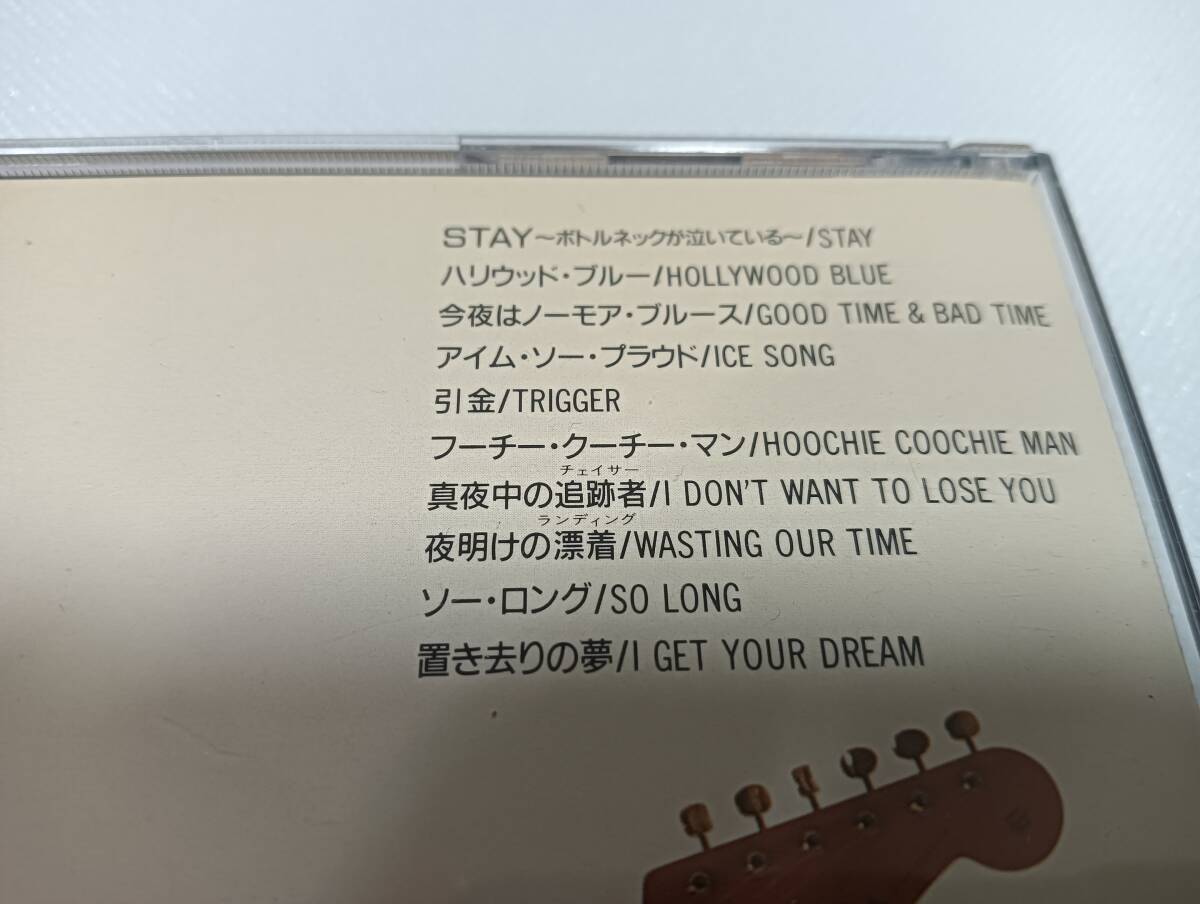 STAY～ボトルネックが泣いている～/STAY
ハリウッド・ブルー/HOLLYWOOD BLUE
今夜はノーモア・ブルース/GOOD TIME & BAD TIME
アイム・ソー・プラウド/ICE SONG
引金/TRIGGER
フーチー・クーチー・マン/HOOCHIE COOCHIE MAN
チェイサー
真夜中の追跡者/I DON'T WANT TO LOSE YOU
ランディング
夜明けの漂着/WASTING OUR TIME
ソー・ロング/SO LONG
置き去りの夢/I GET YOUR DREAM